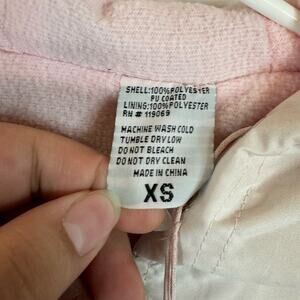 SHELL:100%POLYESTER
PU COATED
LINING:100%POLYESTER
RN # 119069
MACHINE WASH COLD
TUMBLE DRY LOW
DO NOT BLEACH
DO NOT DRY CLEAN
MADE IN CHINA
XS